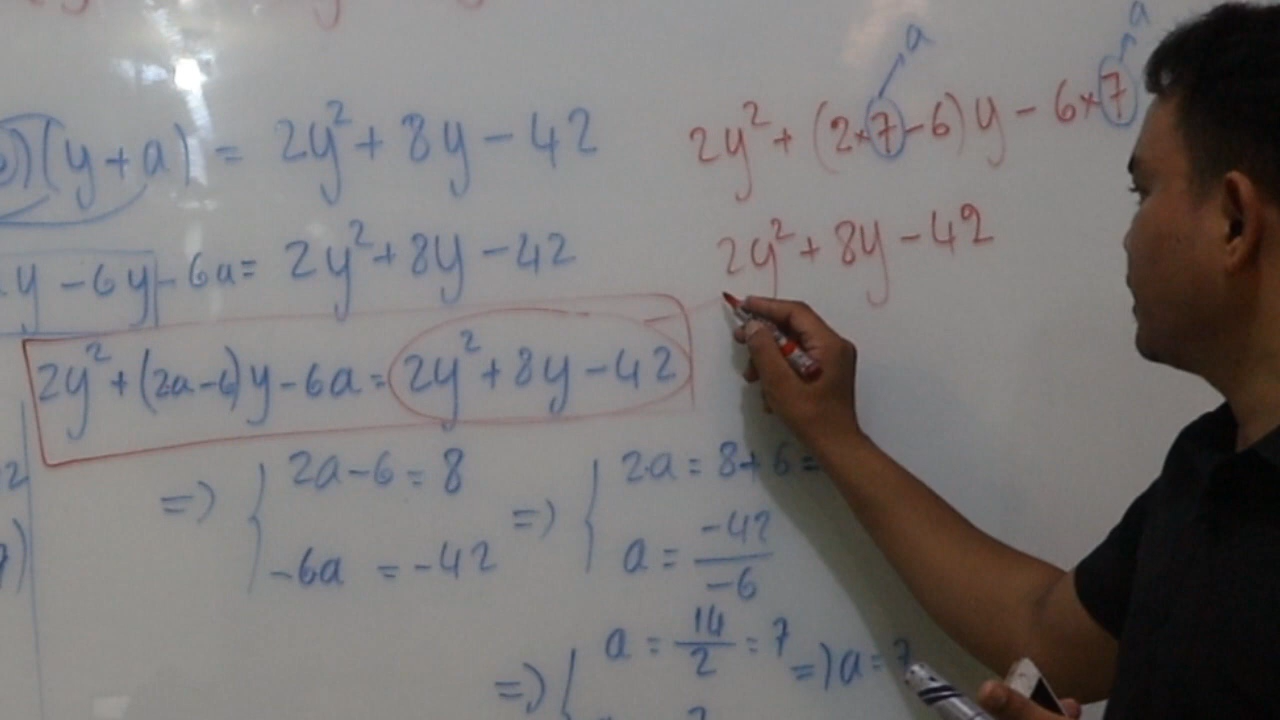 )(y+a) = 2y²+8y-42
y-6y-6a= 2y²+8y-42
2y²+(2a-6)y-6a=2y²+8y-42
=> { 2a-6=8
-6a = -42
=> { 2a = 8+6=
a = -42/-6
=> { a = 14/2 = 7 => a=7
a
a
2y²+(2×7-6)y-6×7
2y²+8y-42